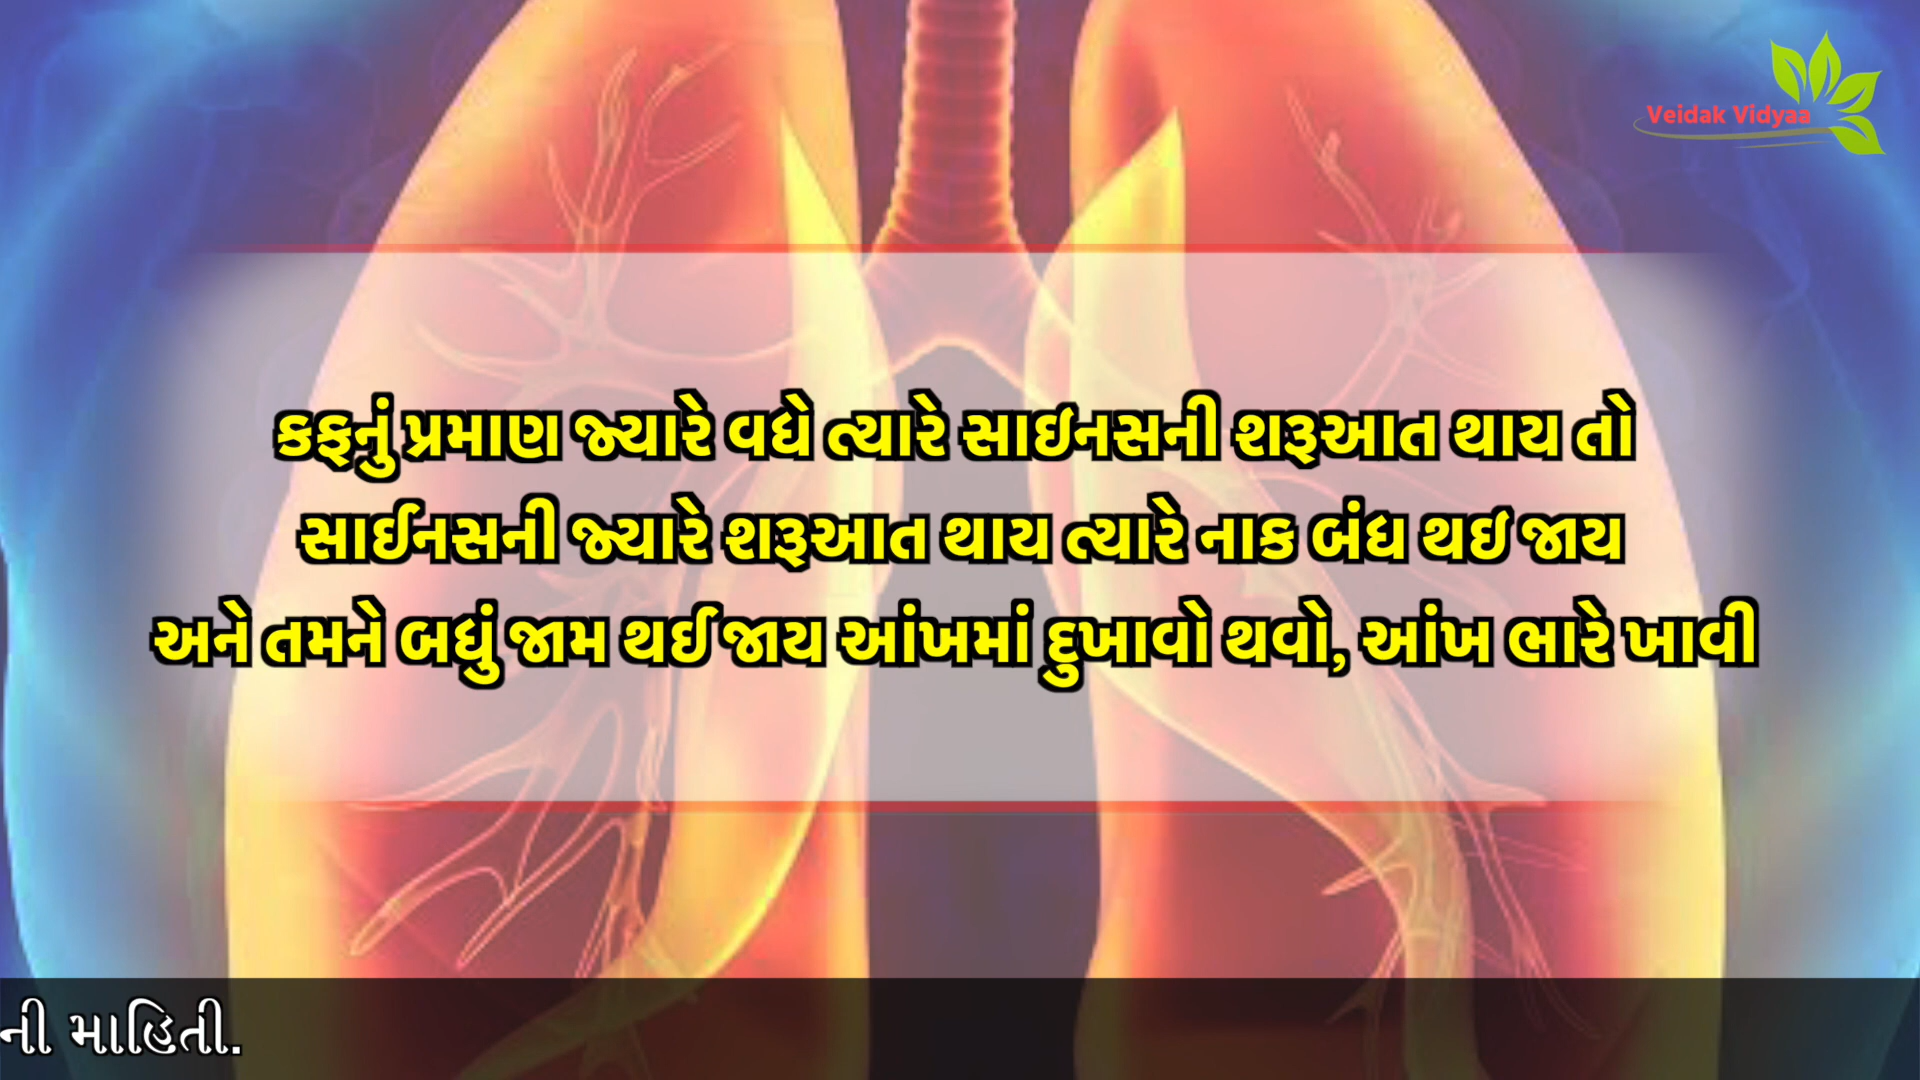 Veidak Vidyaa
કફનું પ્રમાણ જ્યારે વધે ત્યારે સાઇનસની શરૂઆત થાય તો
સાઈનસની જ્યારે શરૂઆત થાય ત્યારે નાક બંધ થઇ જાય
અને તમને બધું જામ થઈ જાય આંખમાં દુખાવો થવો, આંખ ભારે ખાવી
ની માહિતી.